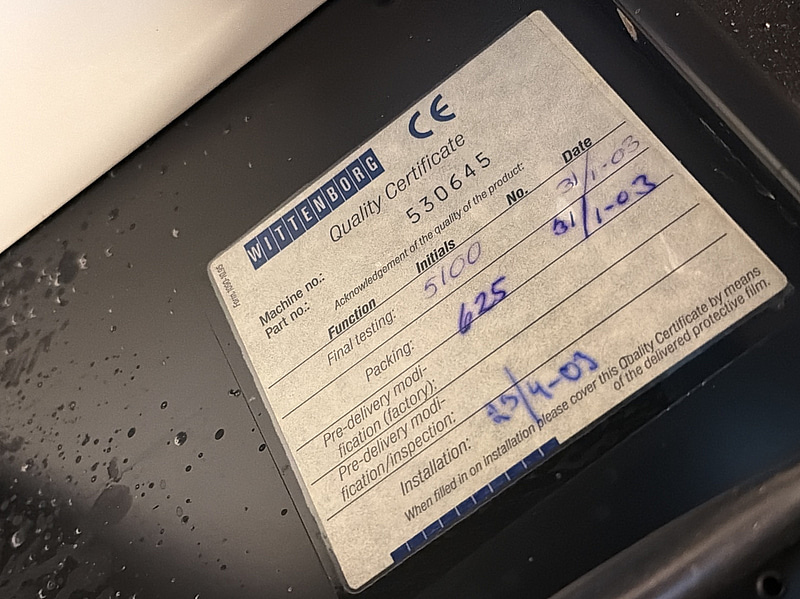 WITTENBORG CE
Quality Certificate
Machine no.: 530645
Part no.:
Acknowledgement of the quality of the product:
Function Initials No. Date
Final testing: 5100 31/1-03
Packing: 625 31/1-03
Pre-delivery modi-
fication (factory):
Pre-delivery modi-
fication/inspection:
Installation:
When filled in on installation please cover this Quality Certificate by means
of the delivered protective film.